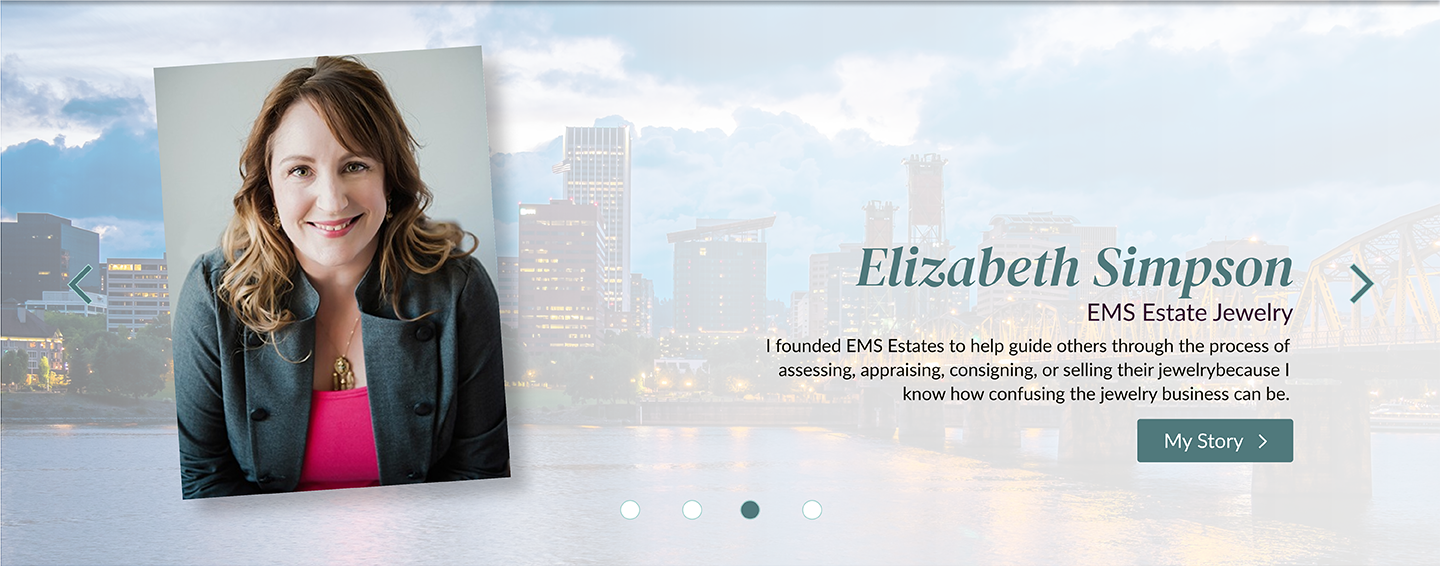 Elizabeth Simpson
EMS Estate Jewelry
I founded EMS Estates to help guide others through the process of
assessing, appraising, consigning, or selling their jewelrybecause I
know how confusing the jewelry business can be.
My Story